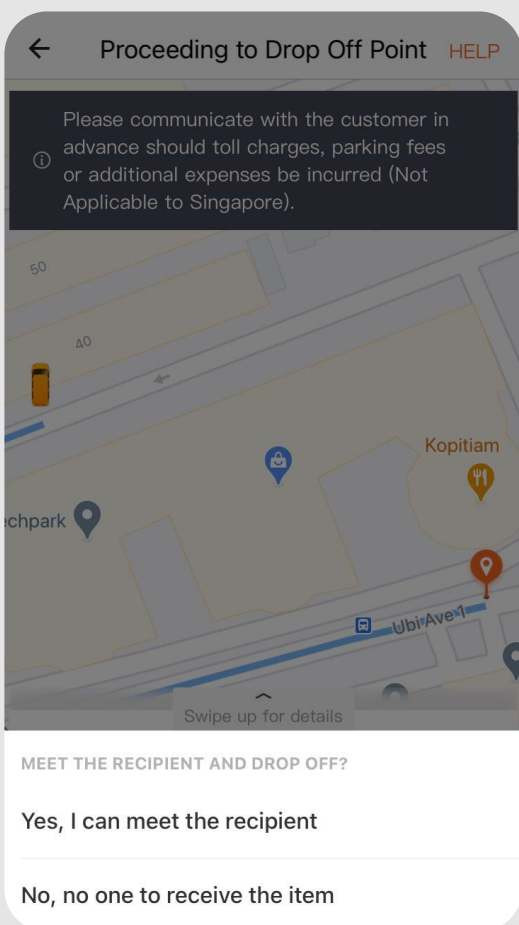 Proceeding to Drop Off Point HELP
Please communicate with the customer in
advance should toll charges, parking fees
or additional expenses be incurred (Not
Applicable to Singapore).
50
40
Kopitiam
echpark
Ubi Ave 1
Swipe up for details
MEET THE RECIPIENT AND DROP OFF?
Yes, I can meet the recipient
No, no one to receive the item